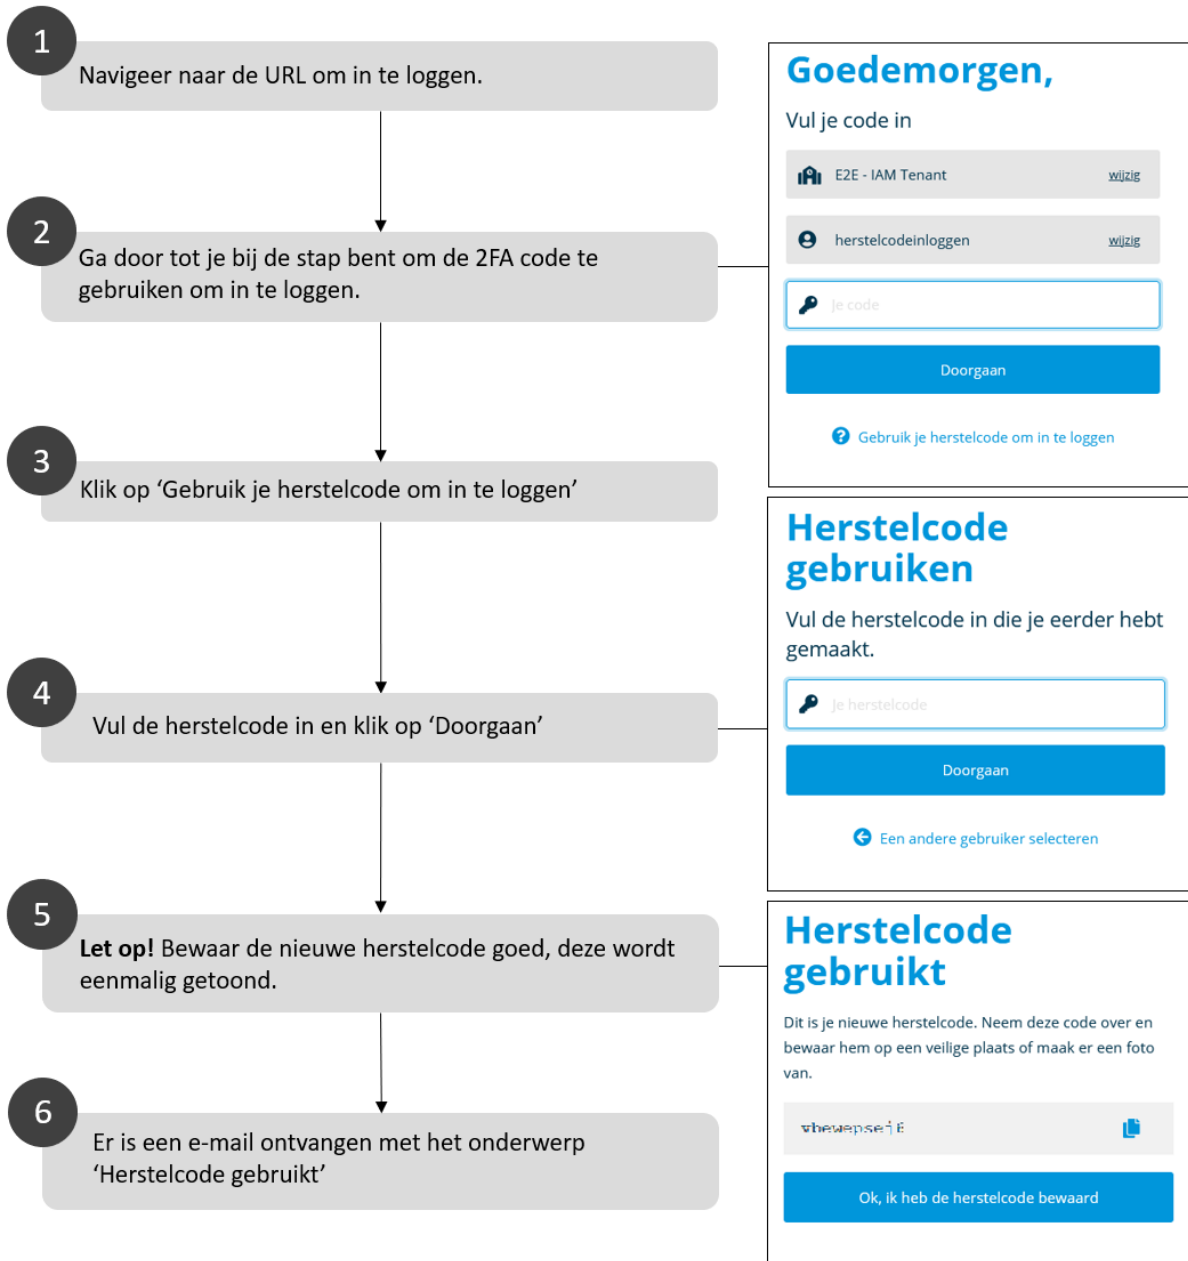 1
Navigeer naar de URL om in te loggen.
2
Ga door tot je bij de stap bent om de 2FA code te
gebruiken om in te loggen.
Goedemorgen,
Vul je code in
E2E - IAM Tenant wijzig
herstelcodeinloggen wijzig
Je code
Doorgaan
Gebruik je herstelcode om in te loggen
3
Klik op ‘Gebruik je herstelcode om in te loggen’
4
Vul de herstelcode in en klik op ‘Doorgaan’
Herstelcode
gebruiken
Vul de herstelcode in die je eerder hebt
gemaakt.
Je herstelcode
Doorgaan
Een andere gebruiker selecteren
5
Let op! Bewaar de nieuwe herstelcode goed, deze wordt
eenmalig getoond.
Herstelcode
gebruikt
Dit is je nieuwe herstelcode. Neem deze code over en
bewaar hem op een veilige plaats of maak er een foto
van.
Ok, ik heb de herstelcode bewaard
6
Er is een e-mail ontvangen met het onderwerp
‘Herstelcode gebruikt’